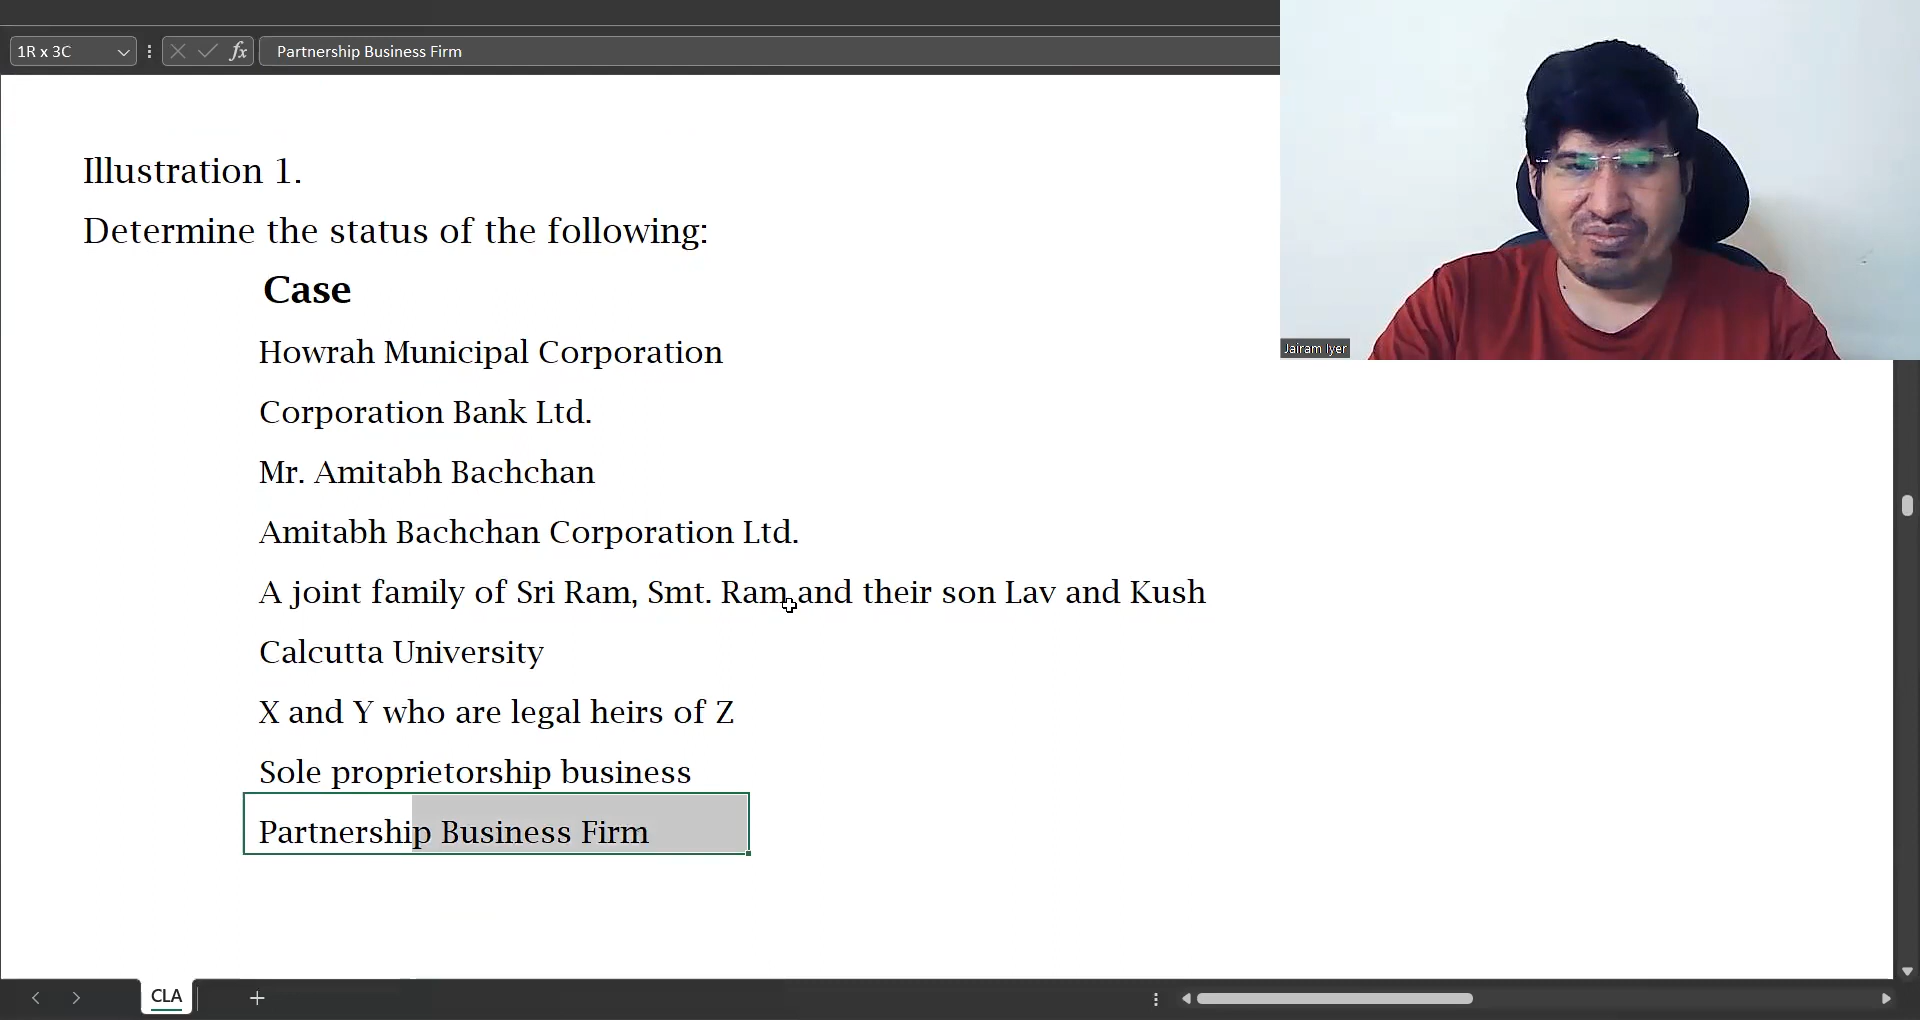 1R x 3C
fx
Partnership Business Firm
Jairam Iyer
Illustration 1.
Determine the status of the following:
Case
Howrah Municipal Corporation
Corporation Bank Ltd.
Mr. Amitabh Bachchan
Amitabh Bachchan Corporation Ltd.
A joint family of Sri Ram, Smt. Ram and their son Lav and Kush
Calcutta University
X and Y who are legal heirs of Z
Sole proprietorship business
Partnership Business Firm
CLA